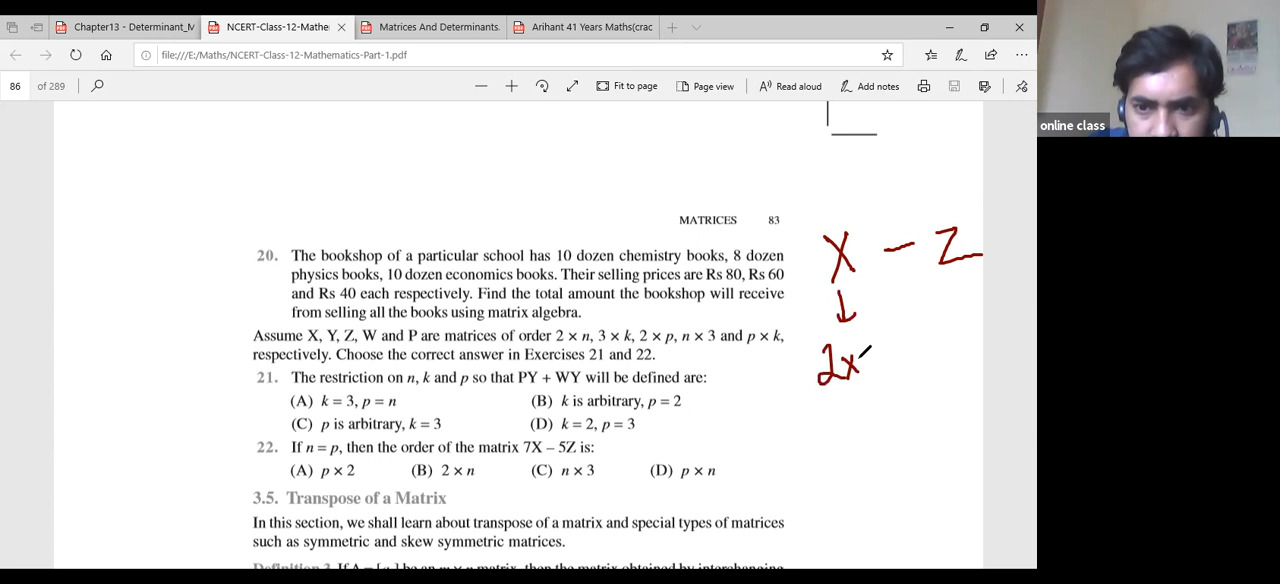 Chapter13 - Determinant_M
NCERT-Class-12-Mathe
Matrices And Determinants.
Arihant 41 Years Maths(crac
file:///E:/Maths/NCERT-Class-12-Mathematics-Part-1.pdf
86 of 289
Fit to page
Page view
Read aloud
Add notes
online class
MATRICES 83
20. The bookshop of a particular school has 10 dozen chemistry books, 8 dozen
physics books, 10 dozen economics books. Their selling prices are Rs 80, Rs 60
and Rs 40 each respectively. Find the total amount the bookshop will receive
from selling all the books using matrix algebra.
Assume X, Y, Z, W and P are matrices of order 2 × n, 3 × k, 2 × p, n × 3 and p × k,
respectively. Choose the correct answer in Exercises 21 and 22.
21. The restriction on n, k and p so that PY + WY will be defined are:
(A) k = 3, p = n (B) k is arbitrary, p = 2
(C) p is arbitrary, k = 3 (D) k = 2, p = 3
22. If n = p, then the order of the matrix 7X – 5Z is:
(A) p × 2 (B) 2 × n (C) n × 3 (D) p × n
3.5. Transpose of a Matrix
In this section, we shall learn about transpose of a matrix and special types of matrices
such as symmetric and skew symmetric matrices.
X – Z
↓
2x